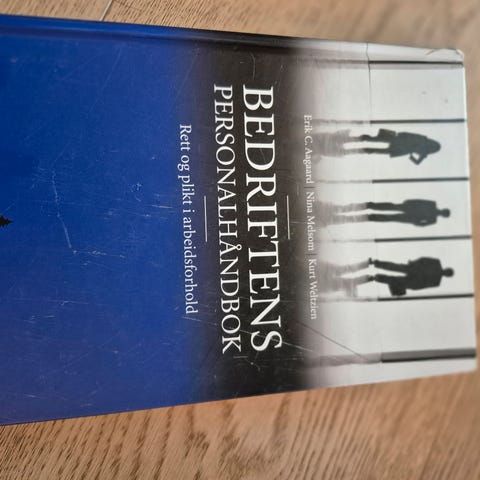 Erik C. Aagaard | Nina Melsom | Kurt Weltzien
BEDRIFTENS
PERSONALHÅNDBOK
Rett og plikt i arbeidsforhold